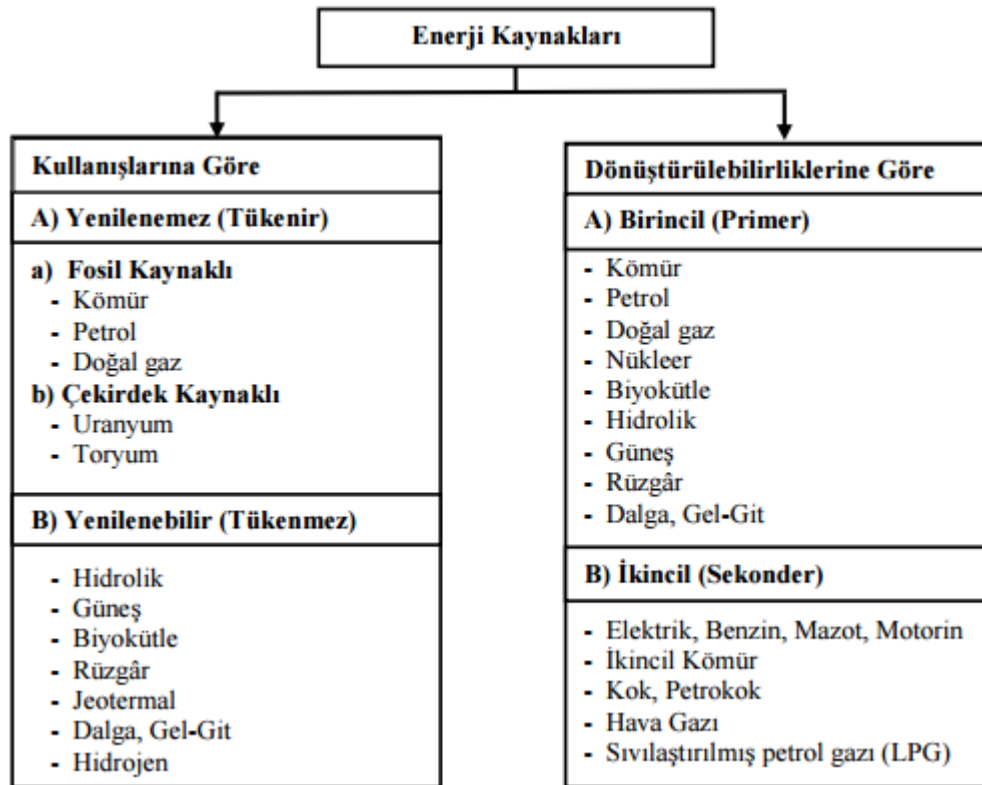 Enerji Kaynakları
Kullanışlarına Göre
A) Yenilenemez (Tükenir)
a) Fosil Kaynaklı
- Kömür
- Petrol
- Doğal gaz
b) Çekirdek Kaynaklı
- Uranyum
- Toryum
B) Yenilenebilir (Tükenmez)
- Hidrolik
- Güneş
- Biyokütle
- Rüzgâr
- Jeotermal
- Dalga, Gel-Git
- Hidrojen
Dönüştürülebilirliklerine Göre
A) Birincil (Primer)
- Kömür
- Petrol
- Doğal gaz
- Nükleer
- Biyokütle
- Hidrolik
- Güneş
- Rüzgâr
- Dalga, Gel-Git
B) İkincil (Sekonder)
- Elektrik, Benzin, Mazot, Motorin
- İkincil Kömür
- Kok, Petrokok
- Hava Gazı
- Sıvılaştırılmış petrol gazı (LPG)